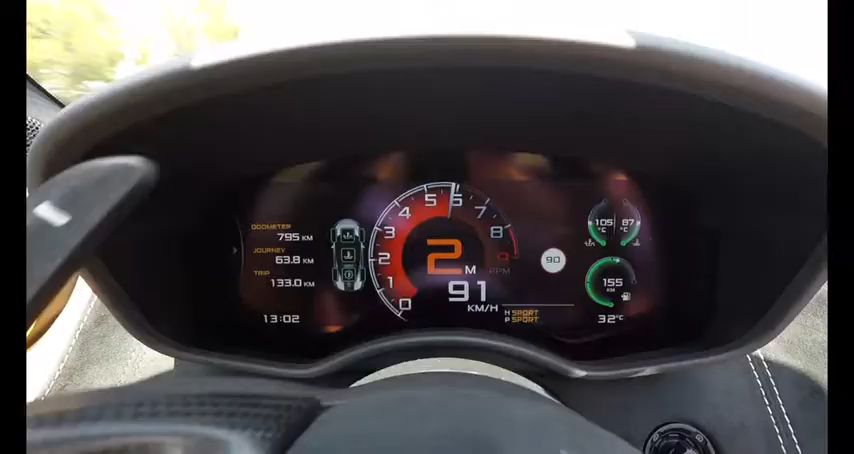 ODOMETER
795 KM
JOURNEY
63.8 KM
TRIP
133.0 KM
13:02
0
1
2
3
4
5
6
7
8
9
RPM
2 M
91
KM/H
H SPORT
P SPORT
90
105 °C
87 °C
155
KM
32°C